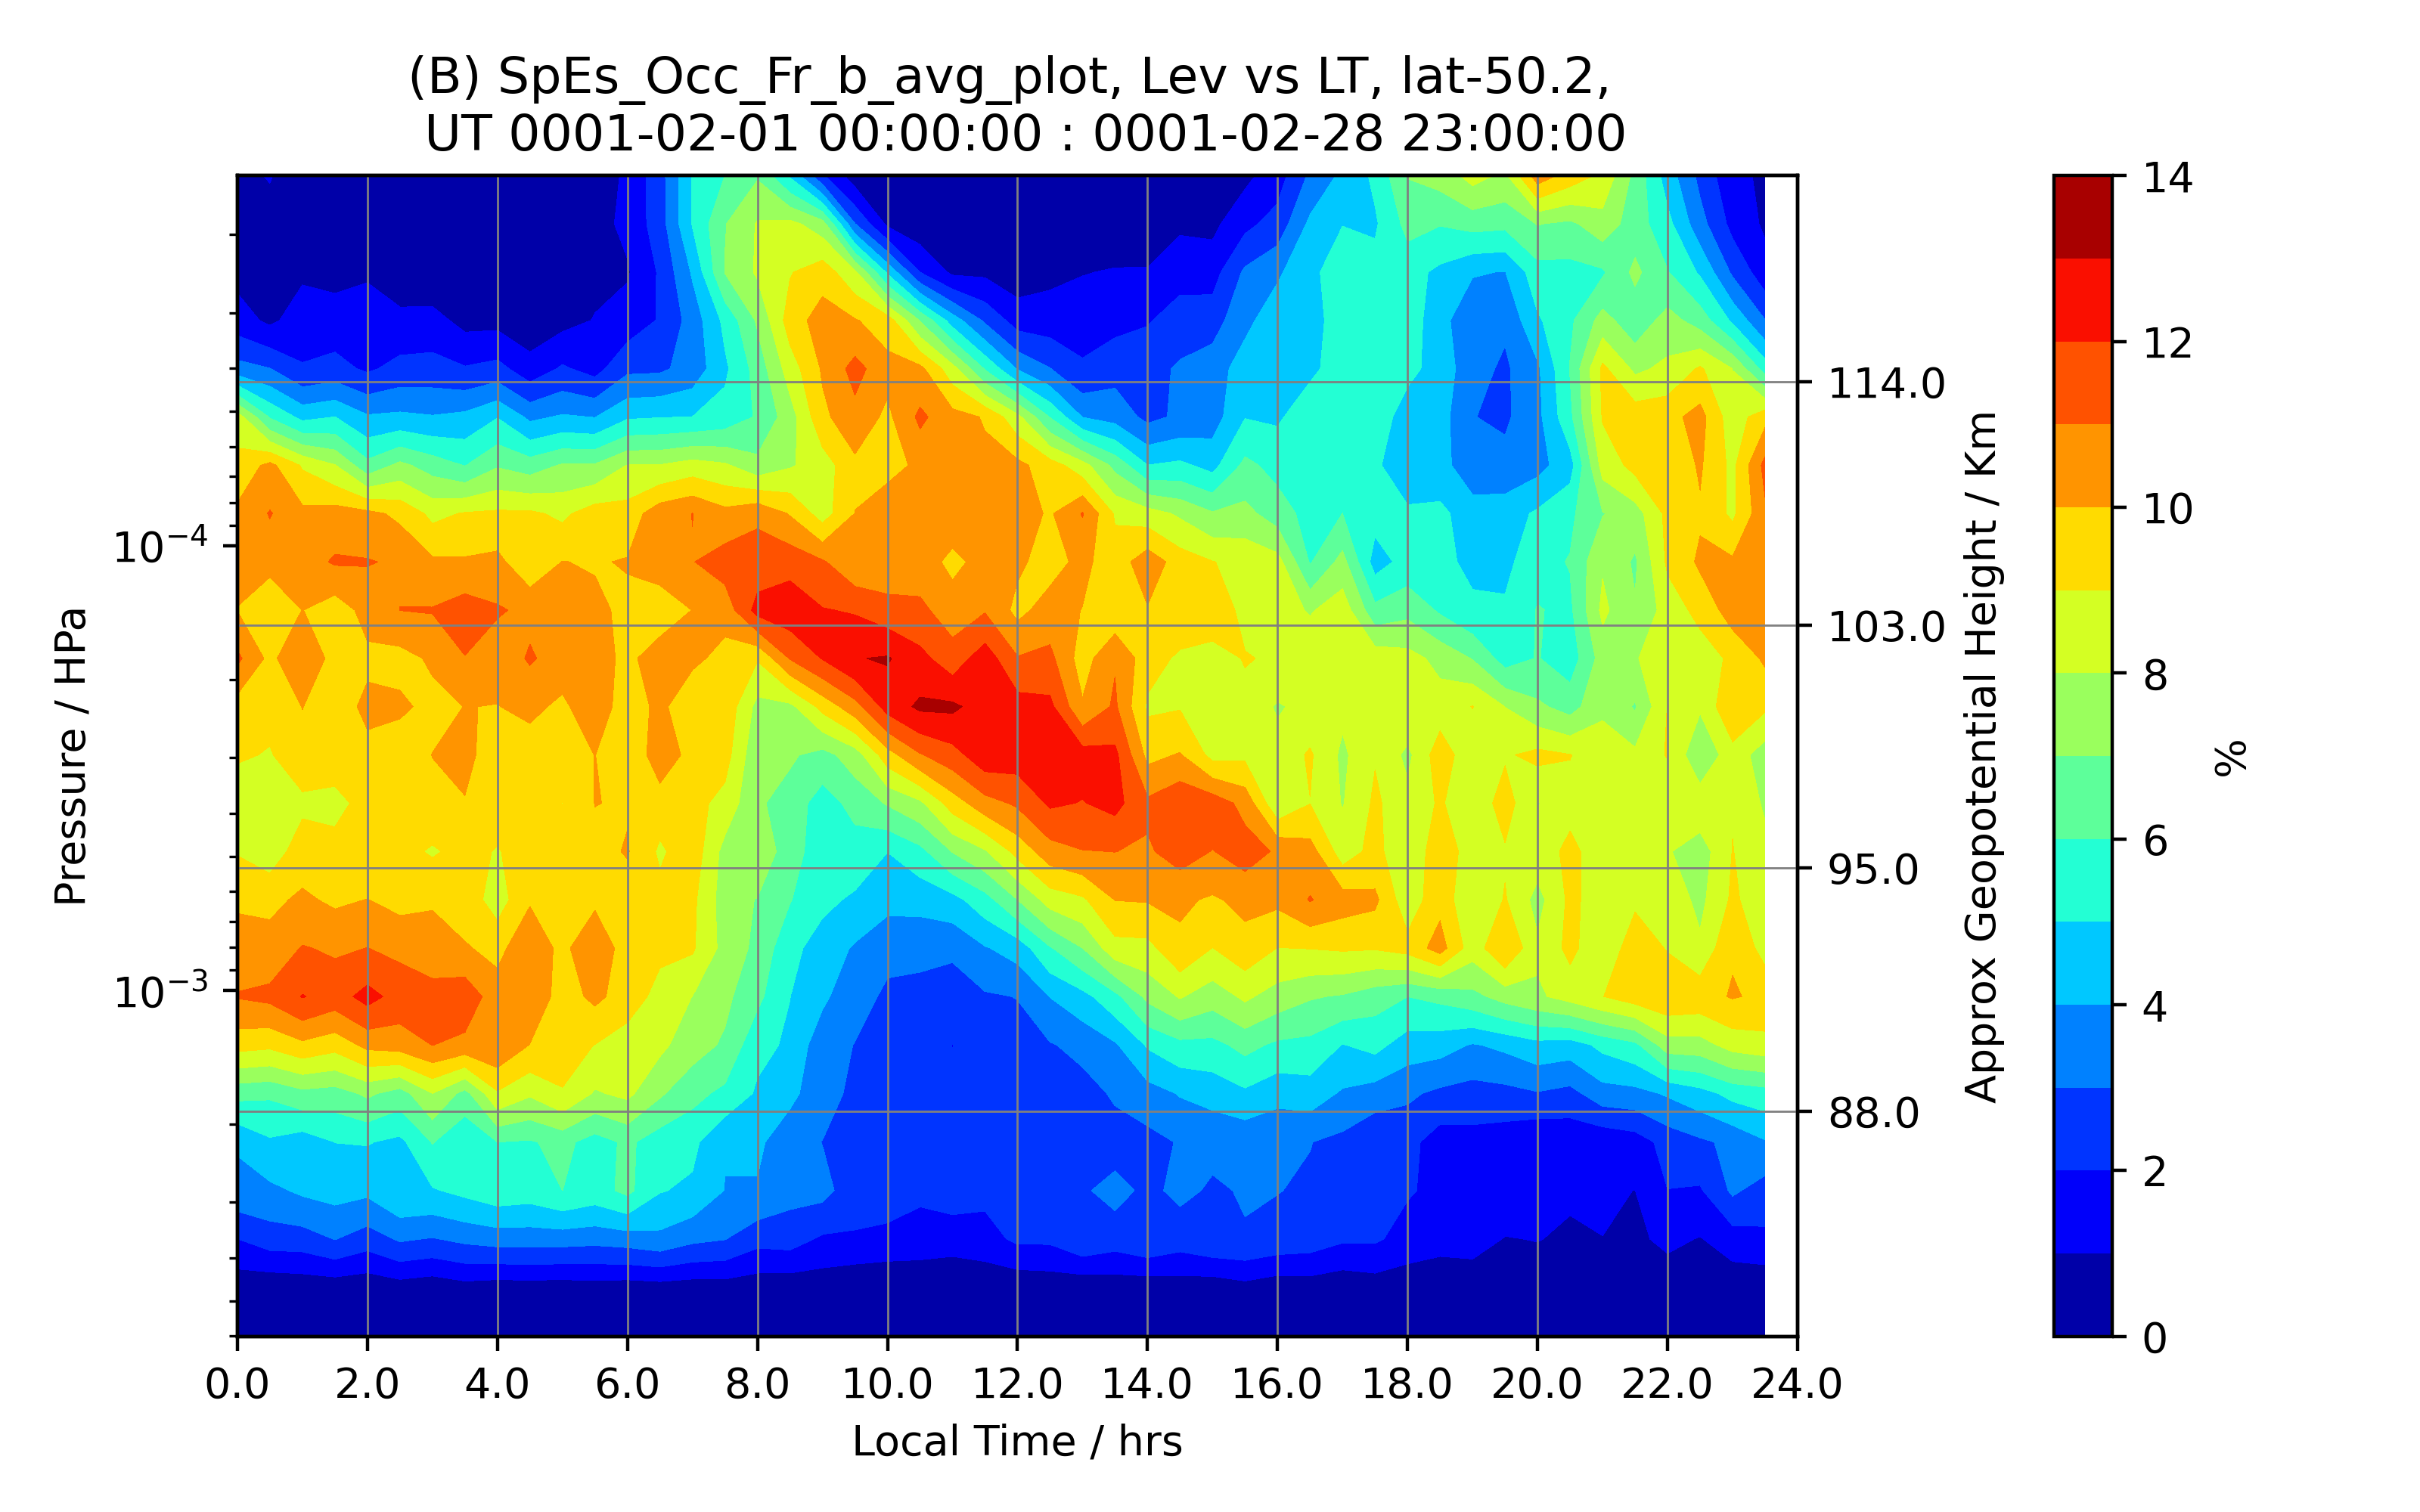 (B) SpEs_Occ_Fr_b_avg_plot, Lev vs LT, lat-50.2,
UT 0001-02-01 00:00:00 : 0001-02-28 23:00:00
Pressure / HPa
10⁻⁴
10⁻³
0.0 2.0 4.0 6.0 8.0 10.0 12.0 14.0 16.0 18.0 20.0 22.0 24.0
Local Time / hrs
114.0
103.0
95.0
88.0
Approx Geopotential Height / Km
14
12
10
8
6
4
2
0
%